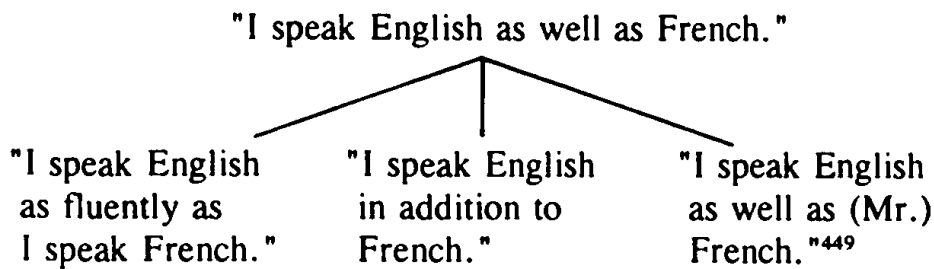 "I speak English as well as French."
"I speak English
as fluently as
I speak French."
"I speak English
in addition to
French."
"I speak English
as well as (Mr.)
French."449